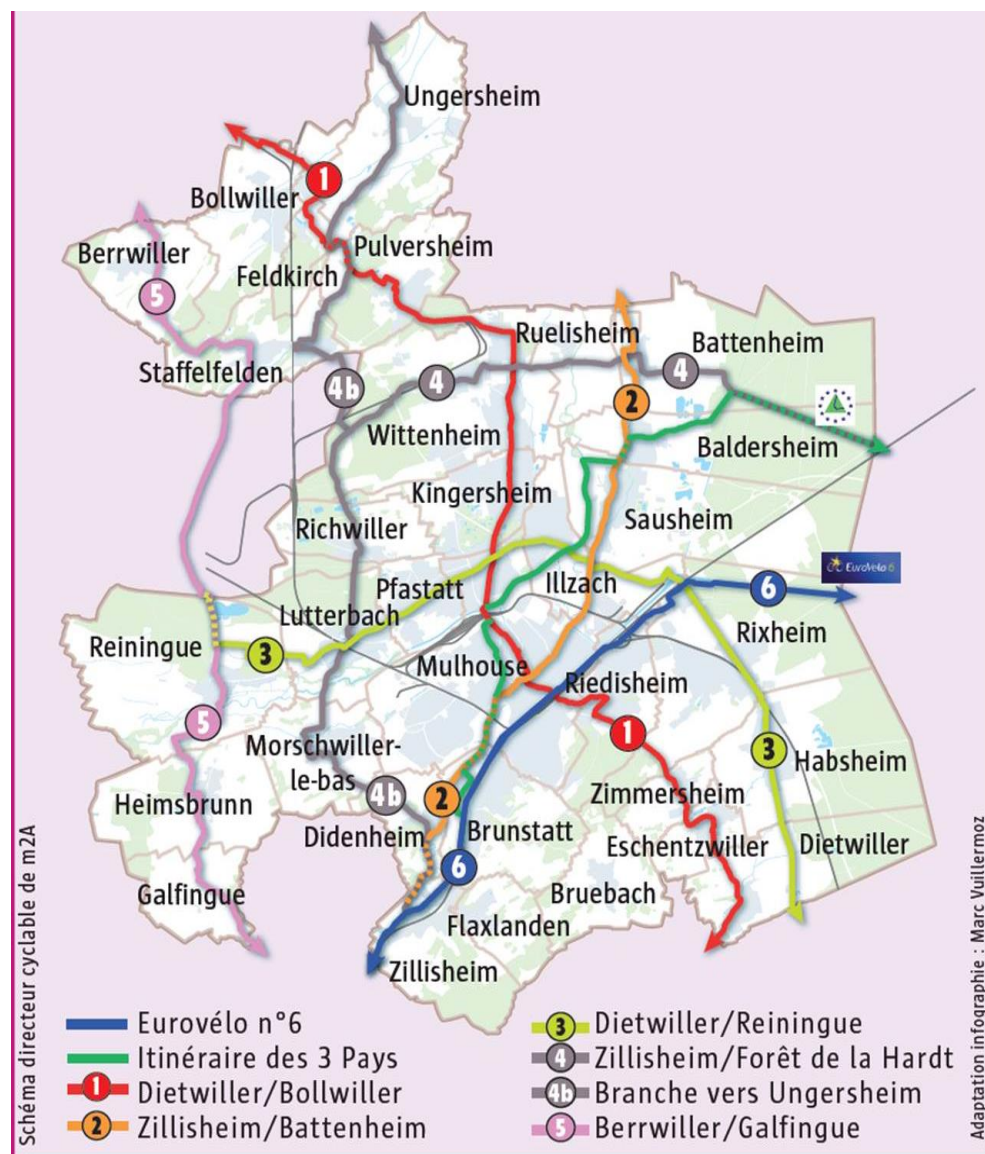 Ungersheim
1
Bollwiller
Berrwiller
Pulversheim
Feldkirch
5
Ruelisheim
Battenheim
Staffelfelden
4b
4
4
2
Wittenheim
Baldersheim
Kingersheim
Sausheim
Richwiller
EuroVelo 6
Pfastatt
Illzach
6
Lutterbach
Rixheim
Reiningue
3
Mulhouse
Riedisheim
5
1
Morschwiller-
le-bas
3
Habsheim
4b
2
Zimmersheim
Heimsbrunn
Didenheim
Brunstatt
Eschentzwiller
Dietwiller
6
Galfingue
Bruebach
Flaxlanden
Zillisheim
Eurovélo n°6
Itinéraire des 3 Pays
1 Dietwiller/Bollwiller
2 Zillisheim/Battenheim
3 Dietwiller/Reiningue
4 Zillisheim/Forêt de la Hardt
4b Branche vers Ungersheim
5 Berrwiller/Galfingue
Schéma directeur cyclable de m2A
Adaptation infographie : Marc Vuillermoz